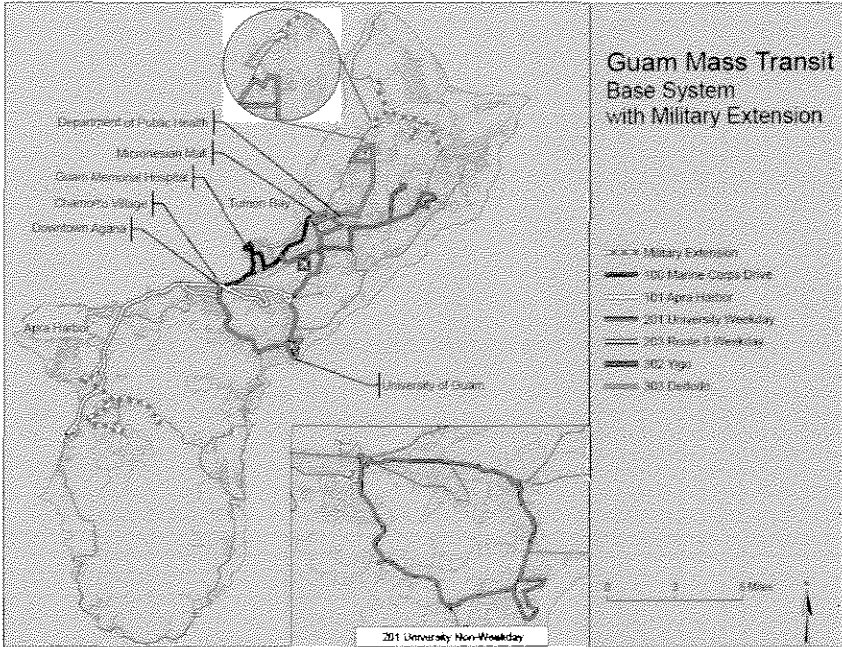 Guam Mass Transit
Base System
with Military Extension
Department of Public Health
Micronesian Mall
Guam Memorial Hospital
Chamorro Village
Tumon Bay
Downtown Agana
Apra Harbor
University of Guam
Military Extension
100 Marine Corps Drive
101 Apra Harbor
201 University Weekday
203 Route 8 Weekday
302 Yigo
303 Dededo
Miles
201 University Non-Weekday